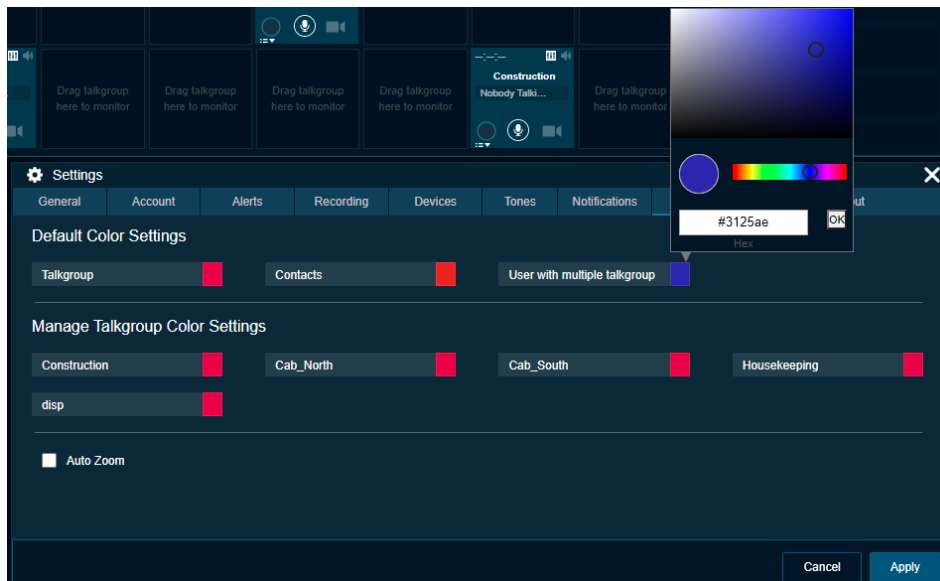 --:--:--
Construction
Nobody Talki...
Drag talkgroup
here to monitor
Drag talkgroup
here to monitor
Drag talkgroup
here to monitor
Drag talkgroup
here to monitor
Drag talkgroup
here to monitor
Settings
General Account Alerts Recording Devices Tones Notifications
#3125ae OK
Hex
Default Color Settings
Talkgroup Contacts User with multiple talkgroup
Manage Talkgroup Color Settings
Construction Cab_North Cab_South Housekeeping
disp
Auto Zoom
Cancel Apply